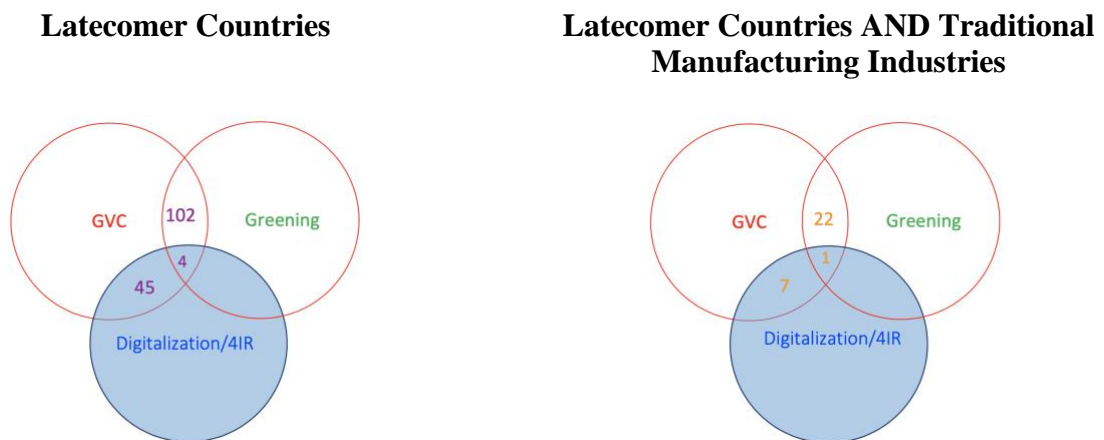 Latecomer Countries
GVC
102
Greening
4
45
Digitalization/4IR
Latecomer Countries AND Traditional
Manufacturing Industries
GVC
22
Greening
1
7
Digitalization/4IR